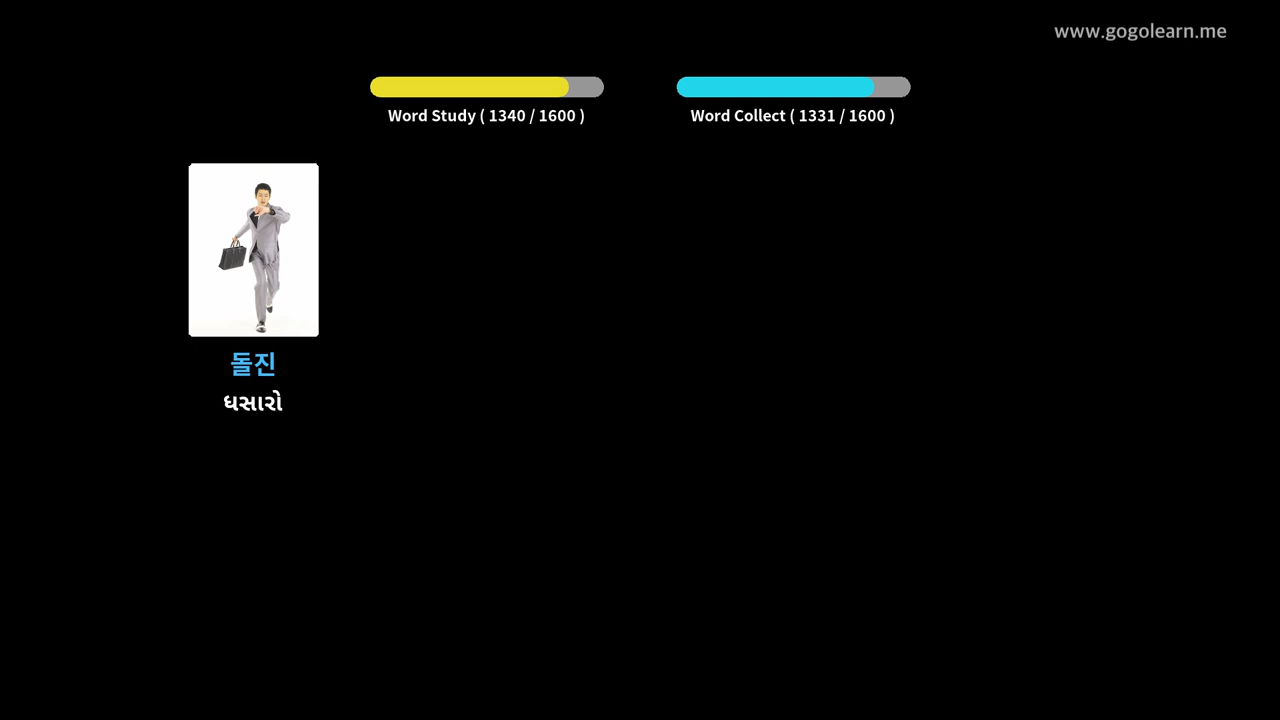 www.gogolearn.me
Word Study ( 1340 / 1600 )
Word Collect ( 1331 / 1600 )
돌진
ધસારો